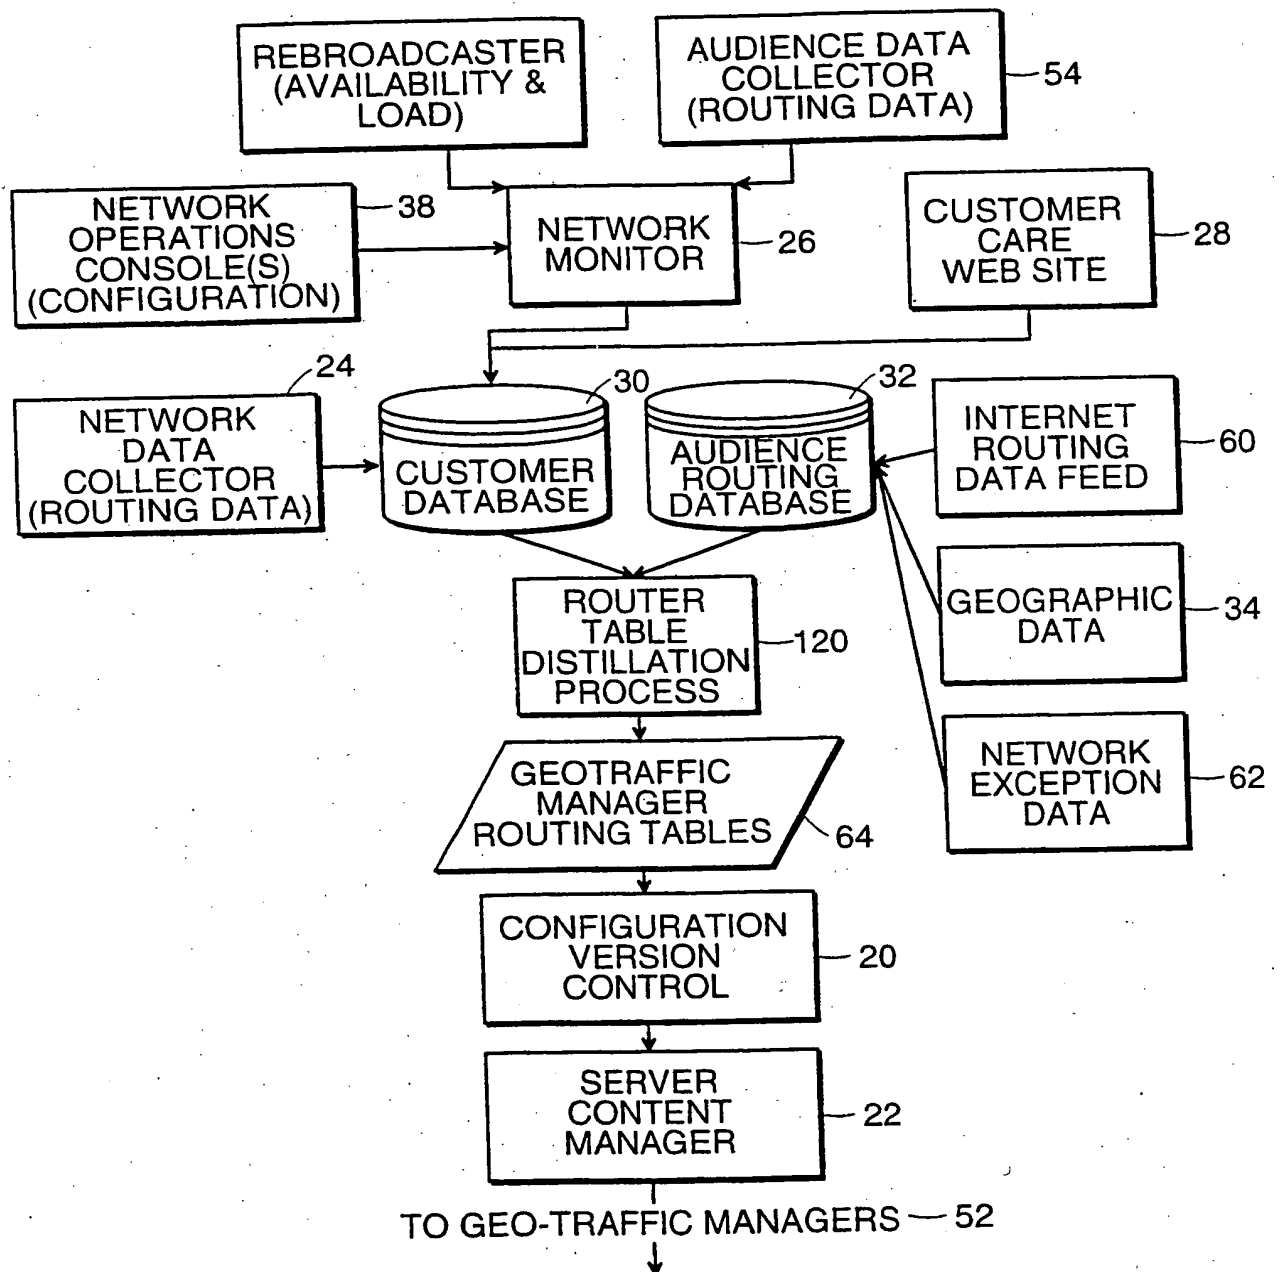 REBROADCASTER
(AVAILABILITY &
LOAD)
AUDIENCE DATA
COLLECTOR
(ROUTING DATA)
54
NETWORK
OPERATIONS
CONSOLE(S)
(CONFIGURATION)
38
NETWORK
MONITOR
26
CUSTOMER
CARE
WEB SITE
28
24
NETWORK
DATA
COLLECTOR
(ROUTING DATA)
30
CUSTOMER
DATABASE
32
AUDIENCE
ROUTING
DATABASE
INTERNET
ROUTING
DATA FEED
60
GEOGRAPHIC
DATA
34
ROUTER
TABLE
DISTILLATION
PROCESS
120
NETWORK
EXCEPTION
DATA
62
GEOTRAFFIC
MANAGER
ROUTING TABLES
64
CONFIGURATION
VERSION
CONTROL
20
SERVER
CONTENT
MANAGER
22
TO GEO-TRAFFIC MANAGERS
52